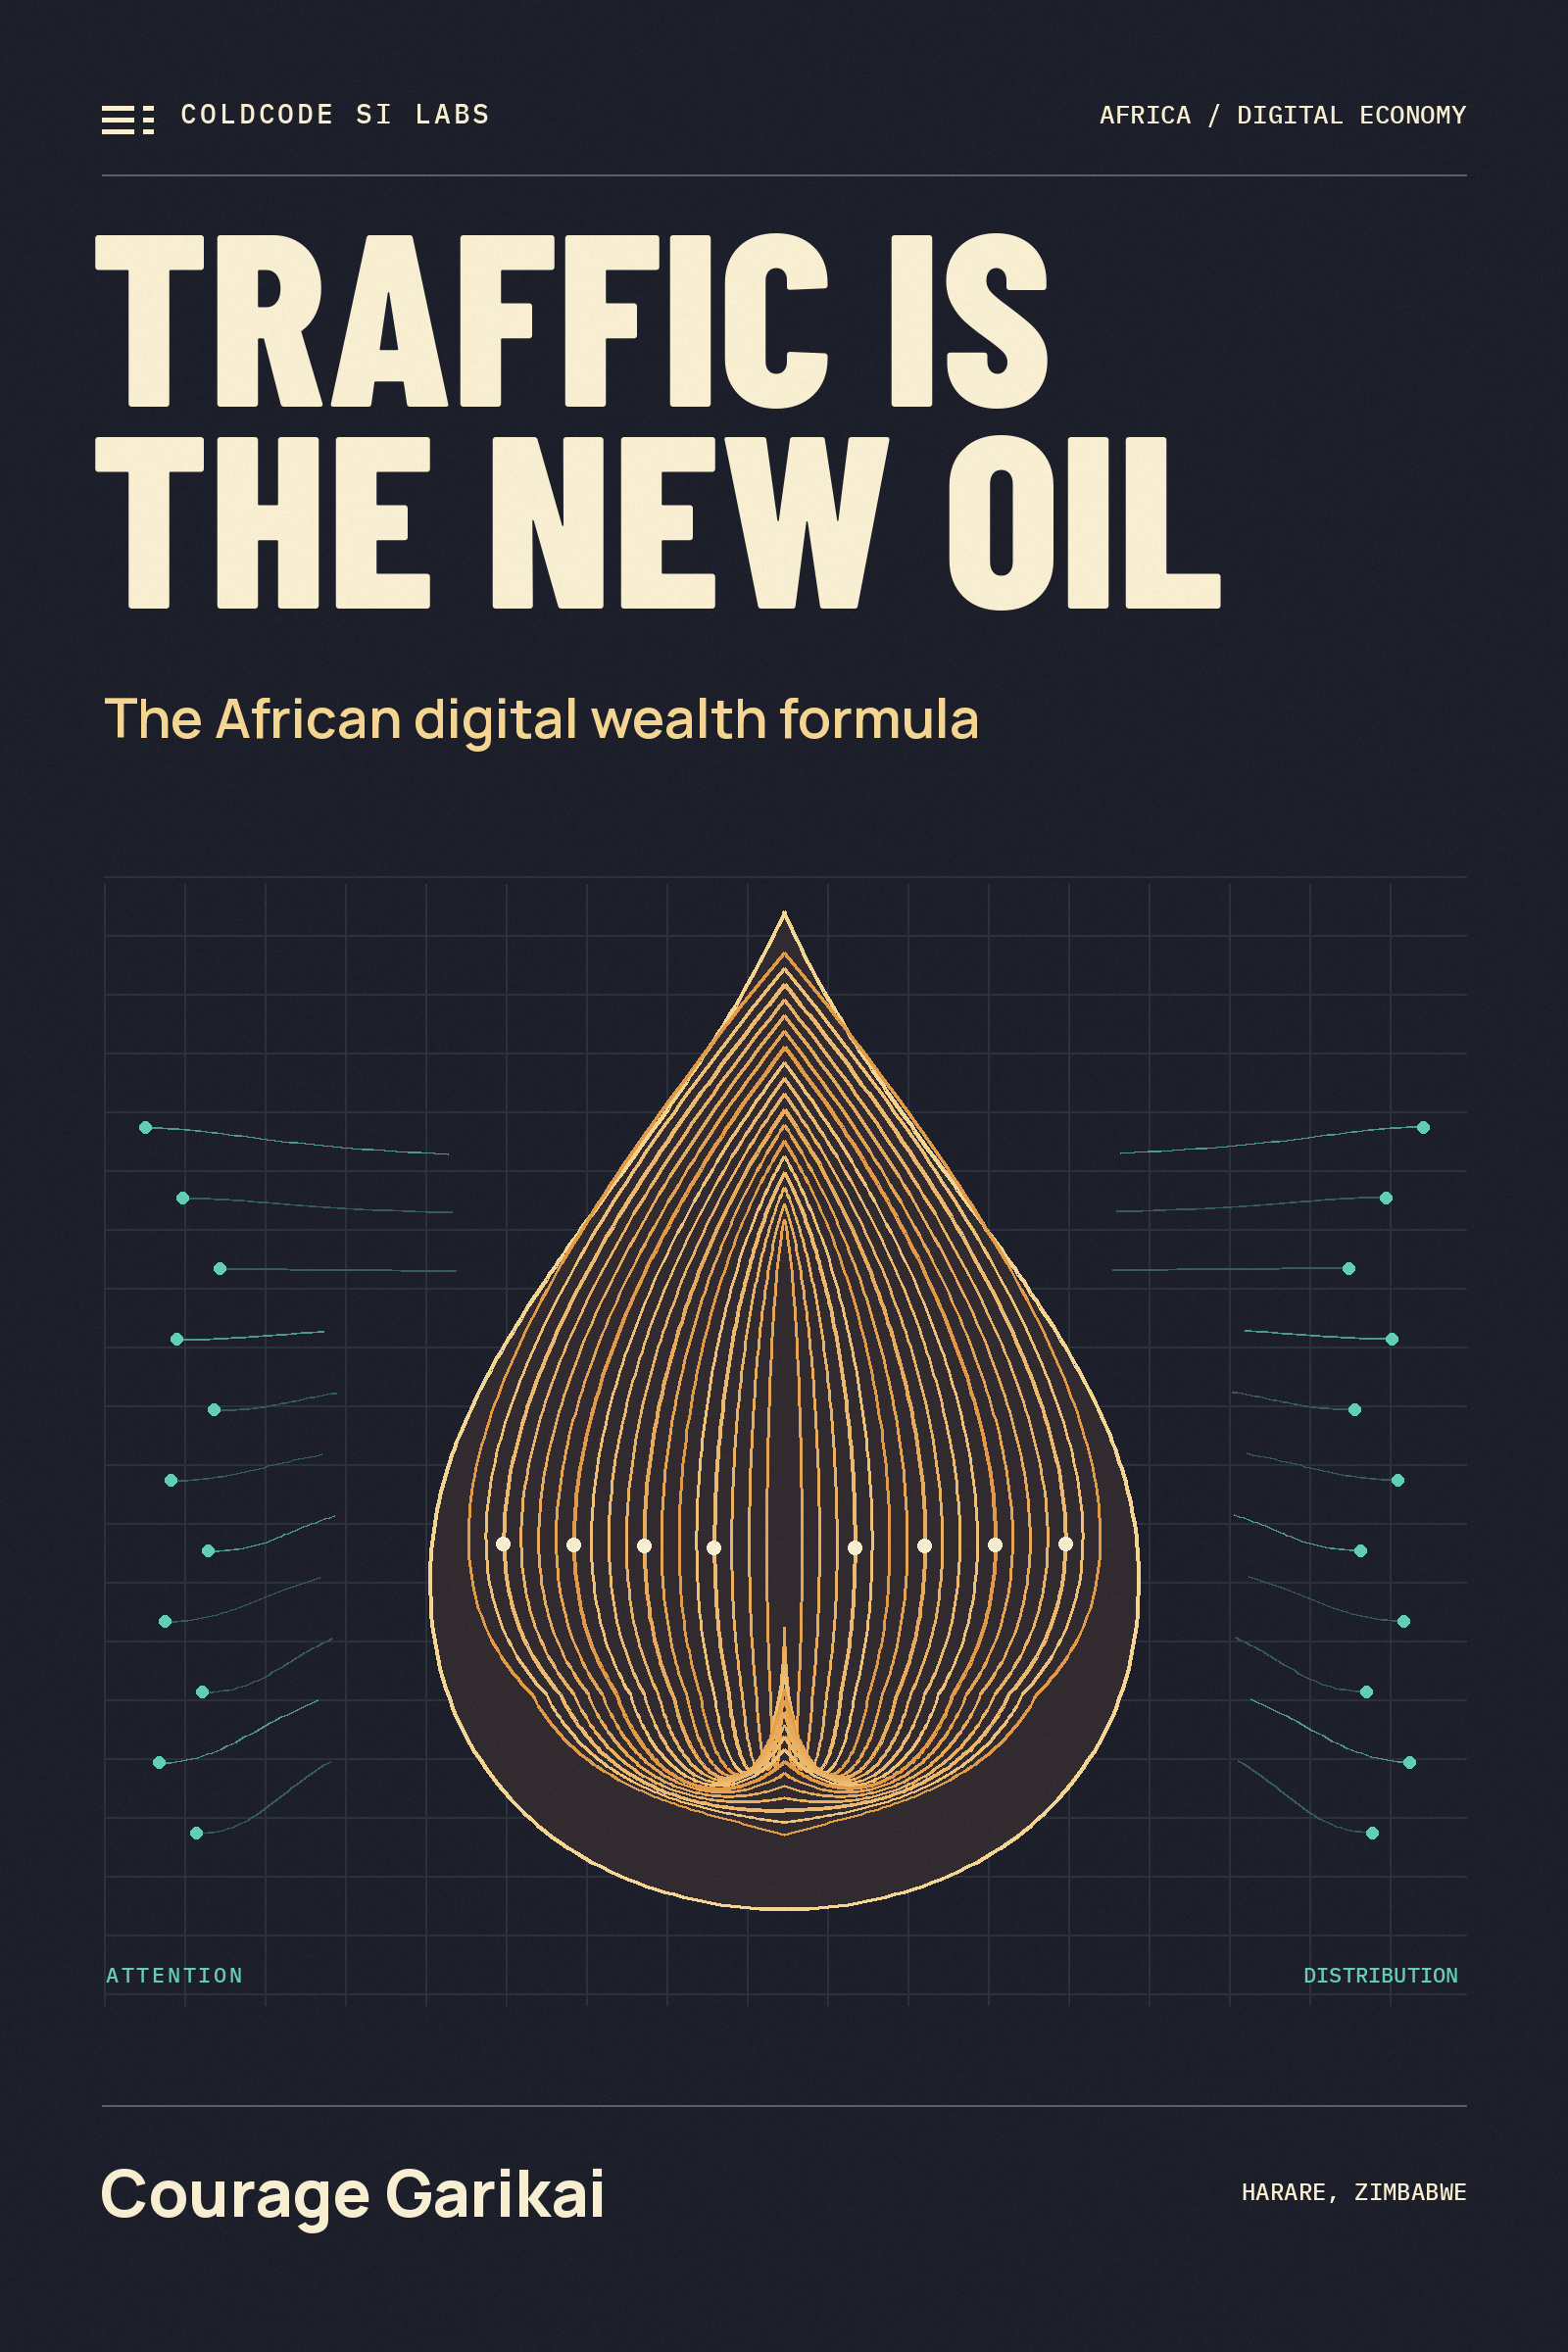 COLDCODE SI LABS
AFRICA / DIGITAL ECONOMY
TRAFFIC IS
THE NEW OIL
The African digital wealth formula
ATTENTION
DISTRIBUTION
Courage Garikai
HARARE, ZIMBABWE